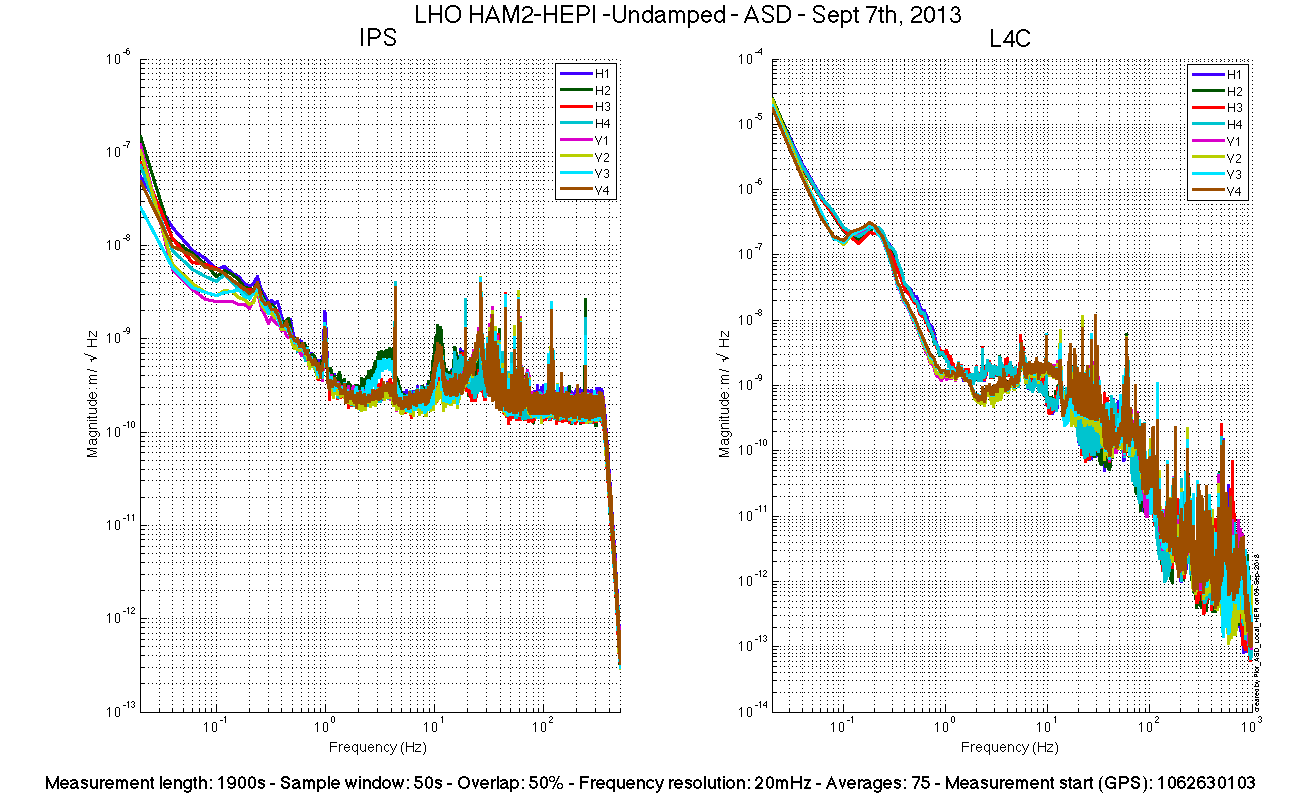 LHO HAM2-HEPI -Undamped - ASD - Sept 7th, 2013
IPS
Magnitude m/ √ Hz
10^-6
10^-7
10^-8
10^-9
10^-10
10^-11
10^-12
10^-13
H1
H2
H3
H4
V1
V2
V3
V4
10^-1
10^0
10^1
10^2
Frequency (Hz)
L4C
Magnitude m/ √ Hz
10^-4
10^-5
10^-6
10^-7
10^-8
10^-9
10^-10
10^-11
10^-12
10^-13
10^-14
H1
H2
H3
H4
V1
V2
V3
V4
10^-1
10^0
10^1
10^2
10^3
Frequency (Hz)
Measurement length: 1900s - Sample window: 50s - Overlap: 50% - Frequency resolution: 20mHz - Averages: 75 - Measurement start (GPS): 1062630103